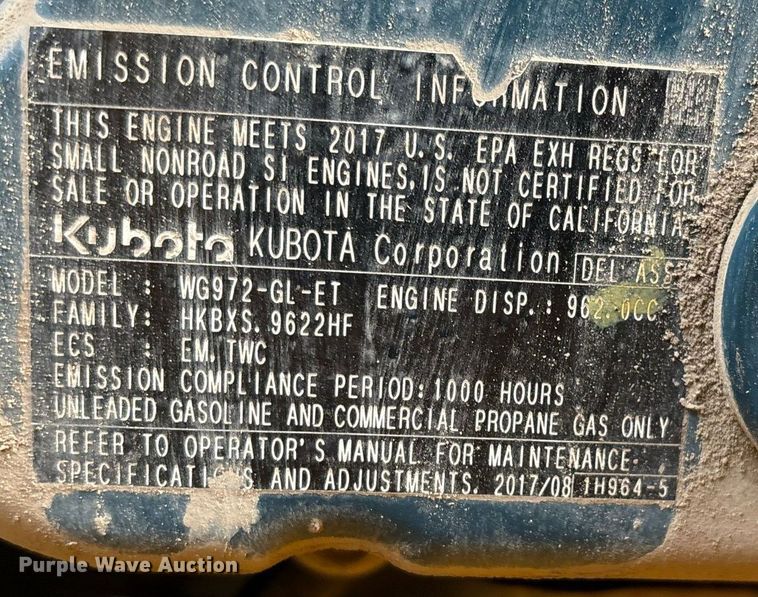 EMISSION CONTROL INFORMATION
THIS ENGINE MEETS 2017 U.S. EPA EXH REGS FOR
SMALL NONROAD SI ENGINES, IS NOT CERTIFIED FOR
SALE OR OPERATION IN THE STATE OF CALIFORNIA
Kubota KUBOTA Corporation DEL ASS
MODEL : WG972-GL-ET ENGINE DISP.: 962.0CC
FAMILY: HKBXS.9622HF
ECS : EM, TWC
EMISSION COMPLIANCE PERIOD: 1000 HOURS
UNLEADED GASOLINE AND COMMERCIAL PROPANE GAS ONLY
REFER TO OPERATOR'S MANUAL FOR MAINTENANCE
SPECIFICATIONS AND ADJUSTMENTS. 2017/08 1H964-5
Purple Wave Auction